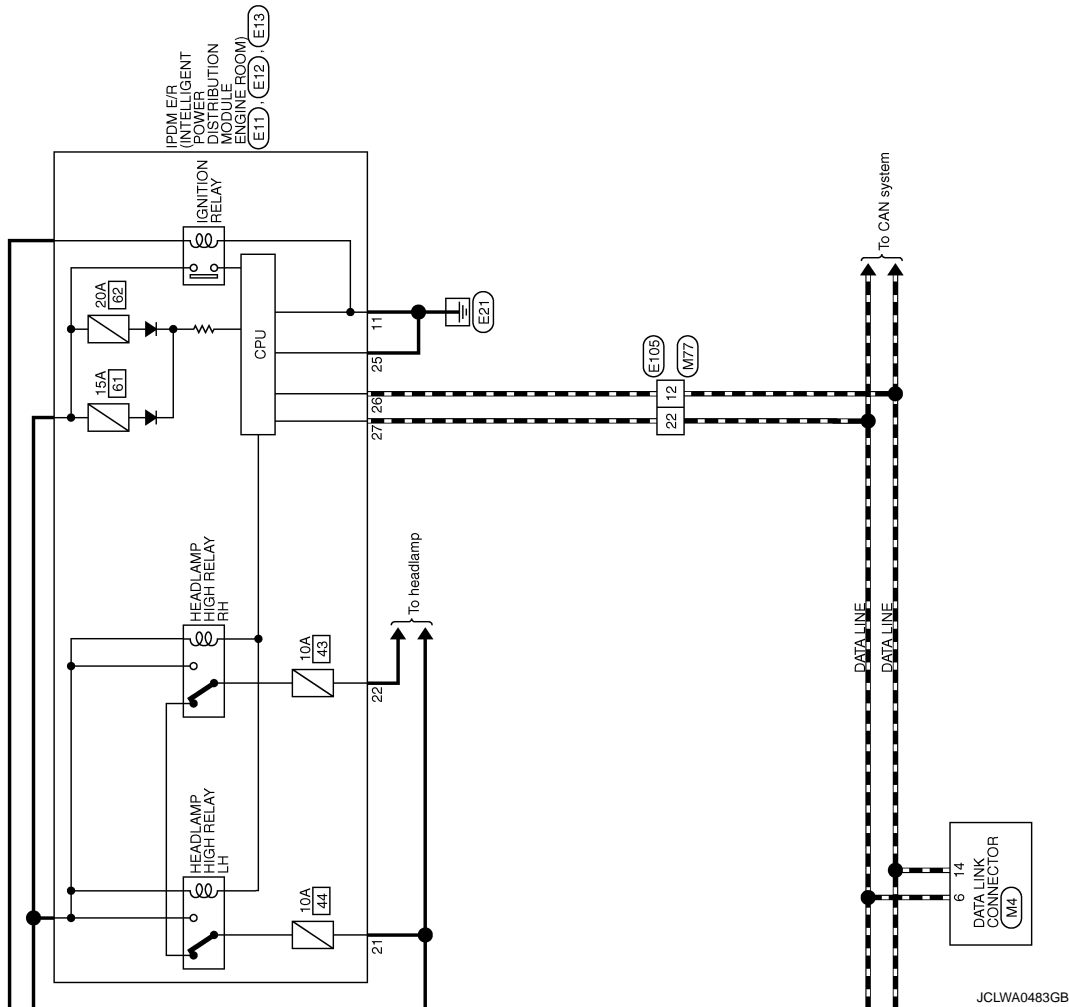 IPDM E/R
(INTELLIGENT
POWER
DISTRIBUTION
MODULE
ENGINE ROOM)
E11 , E12 , E13
IGNITION
RELAY
20A
62
15A
61
CPU
11
25
26
27
E21
E105
M77
12
22
To CAN system
HEADLAMP
HIGH RELAY
RH
10A
43
22
To headlamp
HEADLAMP
HIGH RELAY
LH
10A
44
21
DATA LINE
DATA LINE
14
6
DATA LINK
CONNECTOR
M4
JCLWA0483GB